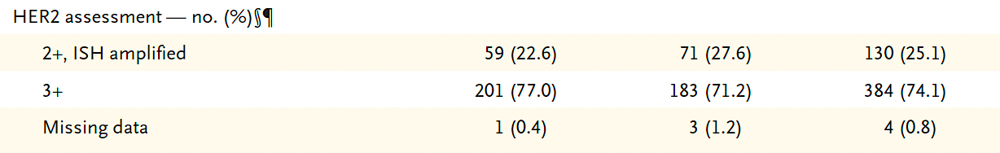 HER2 assessment — no. (%)§¶
2+, ISH amplified 59 (22.6) 71 (27.6) 130 (25.1)
3+ 201 (77.0) 183 (71.2) 384 (74.1)
Missing data 1 (0.4) 3 (1.2) 4 (0.8)